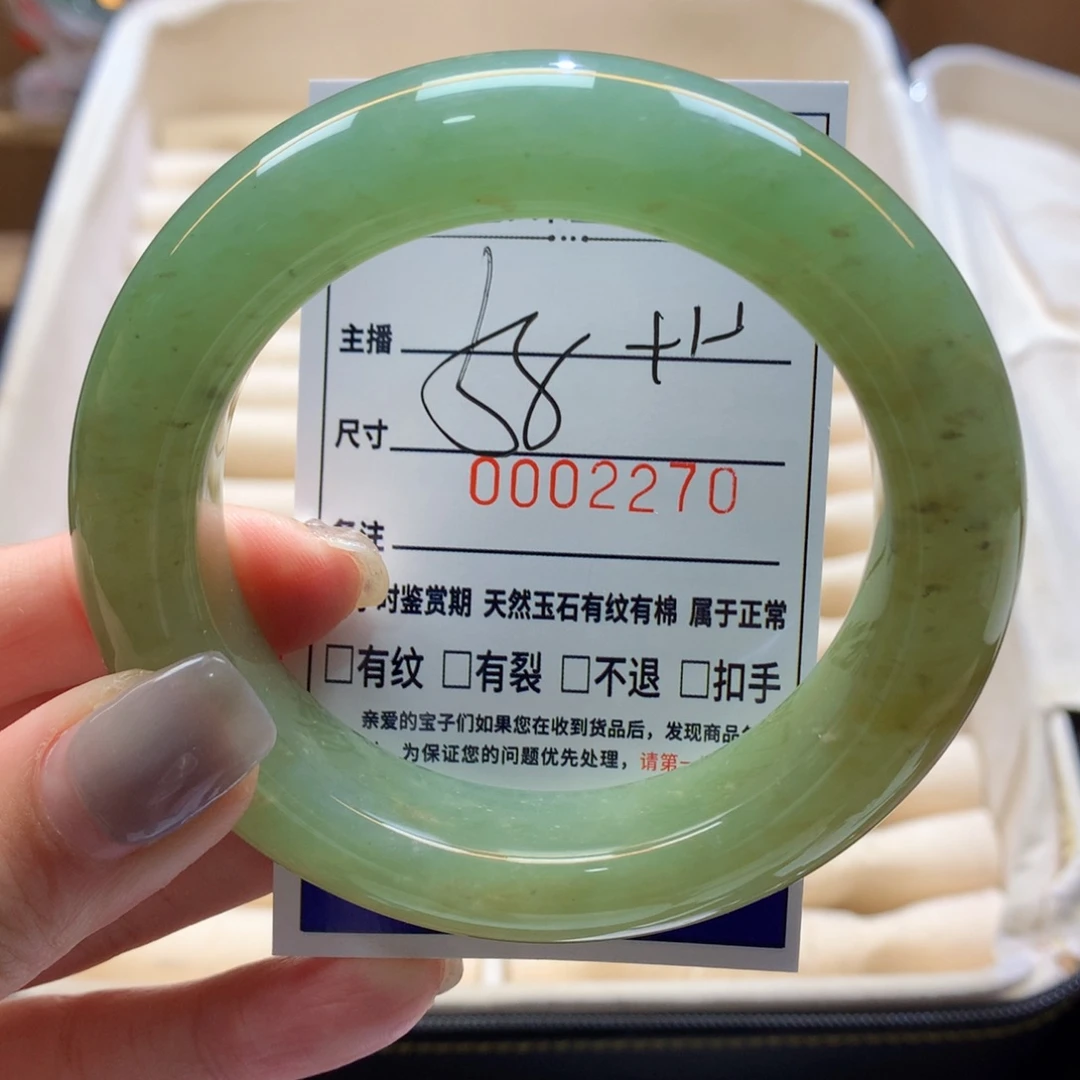 主播
58
尺寸
0002270
备注
时鉴赏期 天然玉石有纹有棉 属于正常
□有纹 □有裂 □不退 □扣手
亲爱的宝子们如果您在收到货品后，发现商品
为保证您的问题优先处理，请第一